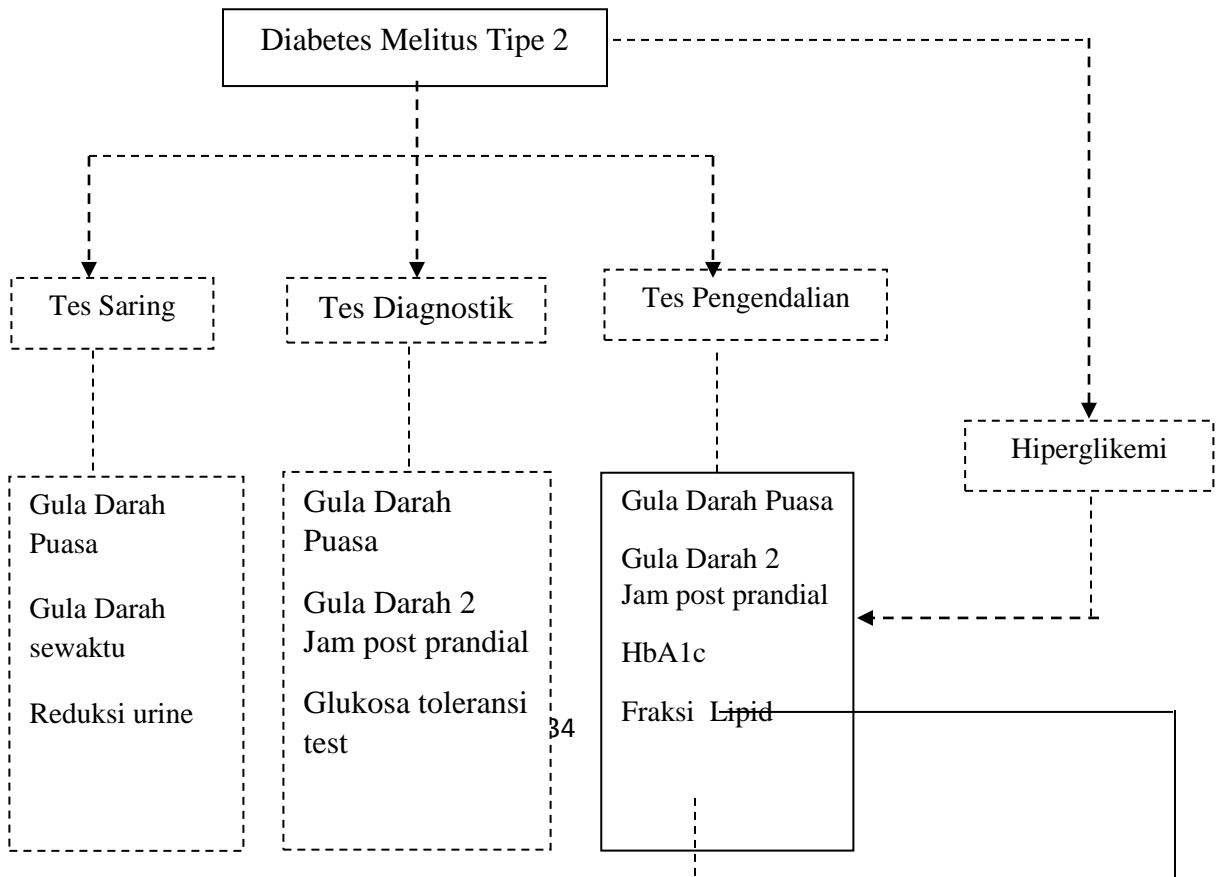 Diabetes Melitus Tipe 2
Tes Saring
Tes Diagnostik
Tes Pengendalian
Hiperglikemi
Gula Darah
Puasa
Gula Darah
sewaktu
Reduksi urine
Gula Darah
Puasa
Gula Darah 2
Jam post prandial
Glukosa toleransi
test
34
Gula Darah Puasa
Gula Darah 2
Jam post prandial
HbA1c
Fraksi Lipid